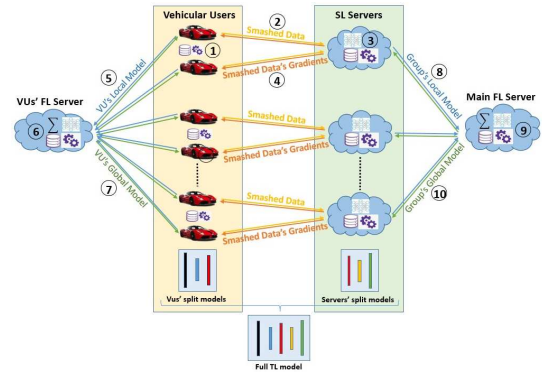 Vehicular Users
SL Servers
2
Smashed Data
1
3
Smashed Data's Gradients
4
5
VU's Local Model
8
Group's Local Model
VUs' FL Server
Main FL Server
6
Σ
Σ
9
Smashed Data
Smashed Data's Gradients
7
VU's Global Model
10
Group's Global Model
Smashed Data
Smashed Data's Gradients
Vus' split models
Servers' split models
Full TL model